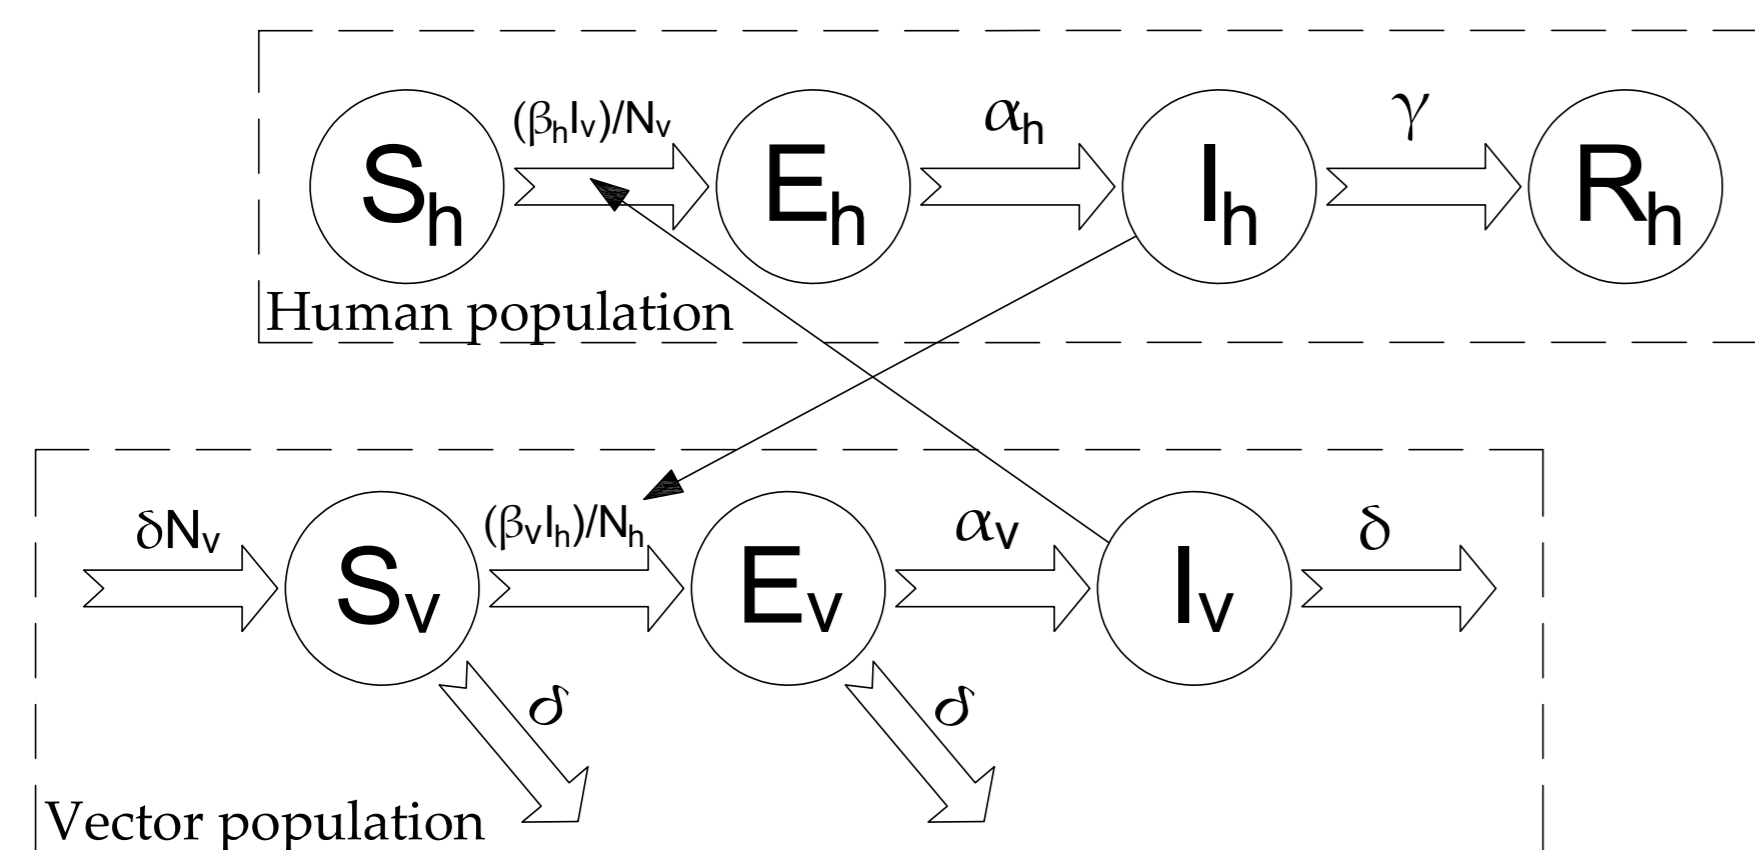 (βhIv)/Nv αh γ
Sh Eh Ih Rh
Human population
δNv (βvIh)/Nh αv δ
Sv Ev Iv
δ δ
Vector population